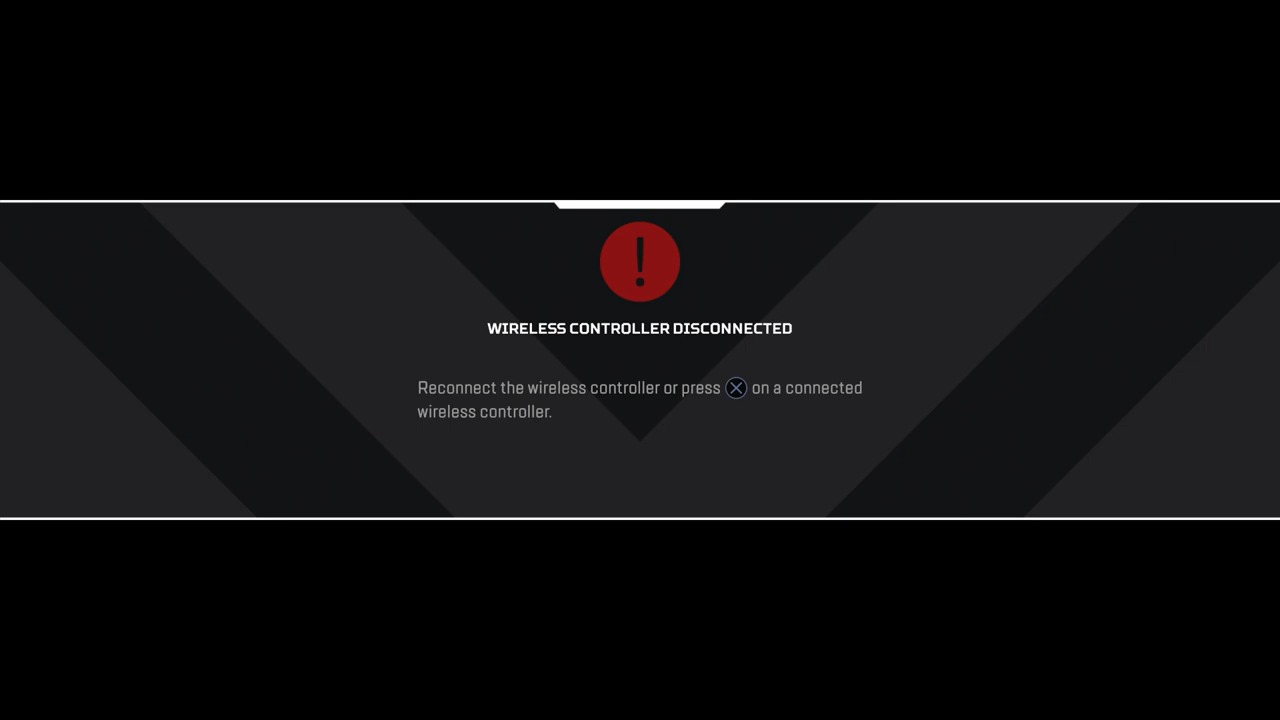 WIRELESS CONTROLLER DISCONNECTED
Reconnect the wireless controller or press ⓧ on a connected
wireless controller.